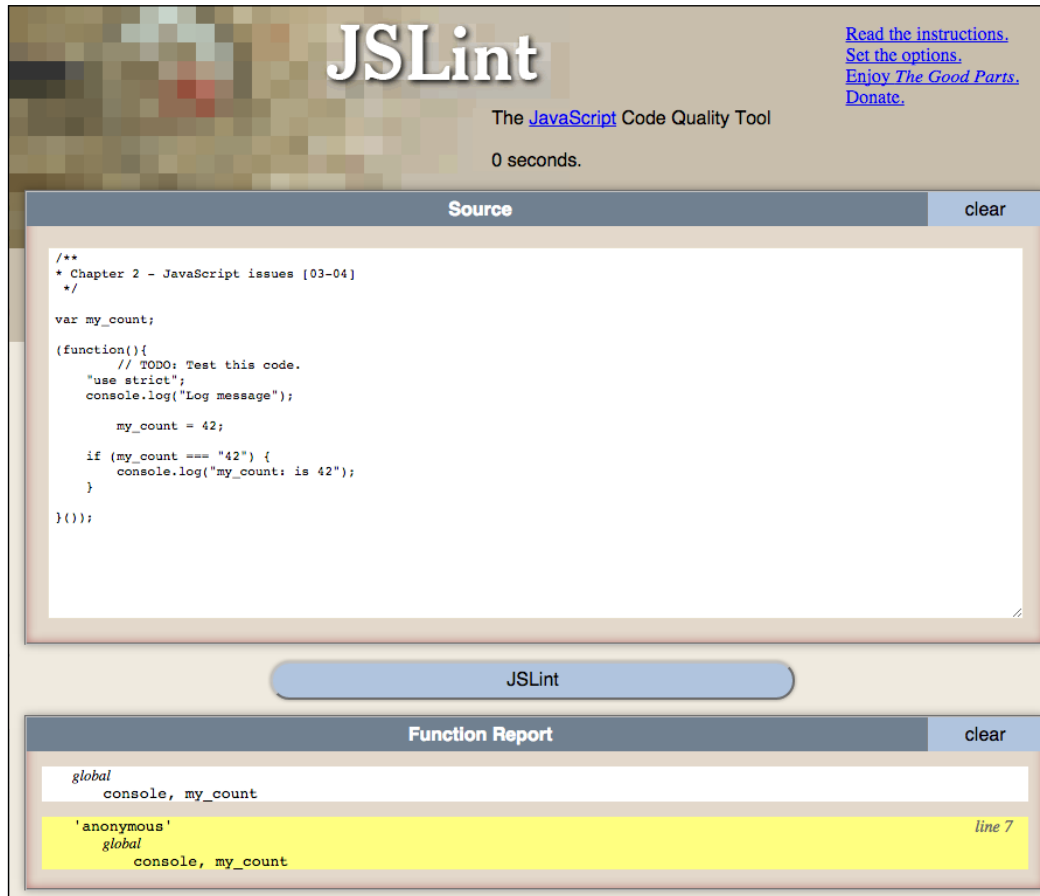 JSLint
Read the instructions.
Set the options.
Enjoy The Good Parts.
Donate.
The JavaScript Code Quality Tool
0 seconds.
Source
clear
/**
* Chapter 2 - JavaScript issues [03-04]
 */
var my_count;
(function(){
        // TODO: Test this code.
    "use strict";
    console.log("Log message");
        my_count = 42;
    if (my_count === "42") {
        console.log("my_count: is 42");
    }
}());
JSLint
Function Report
clear
global
console, my_count
'anonymous' line 7
global
console, my_count